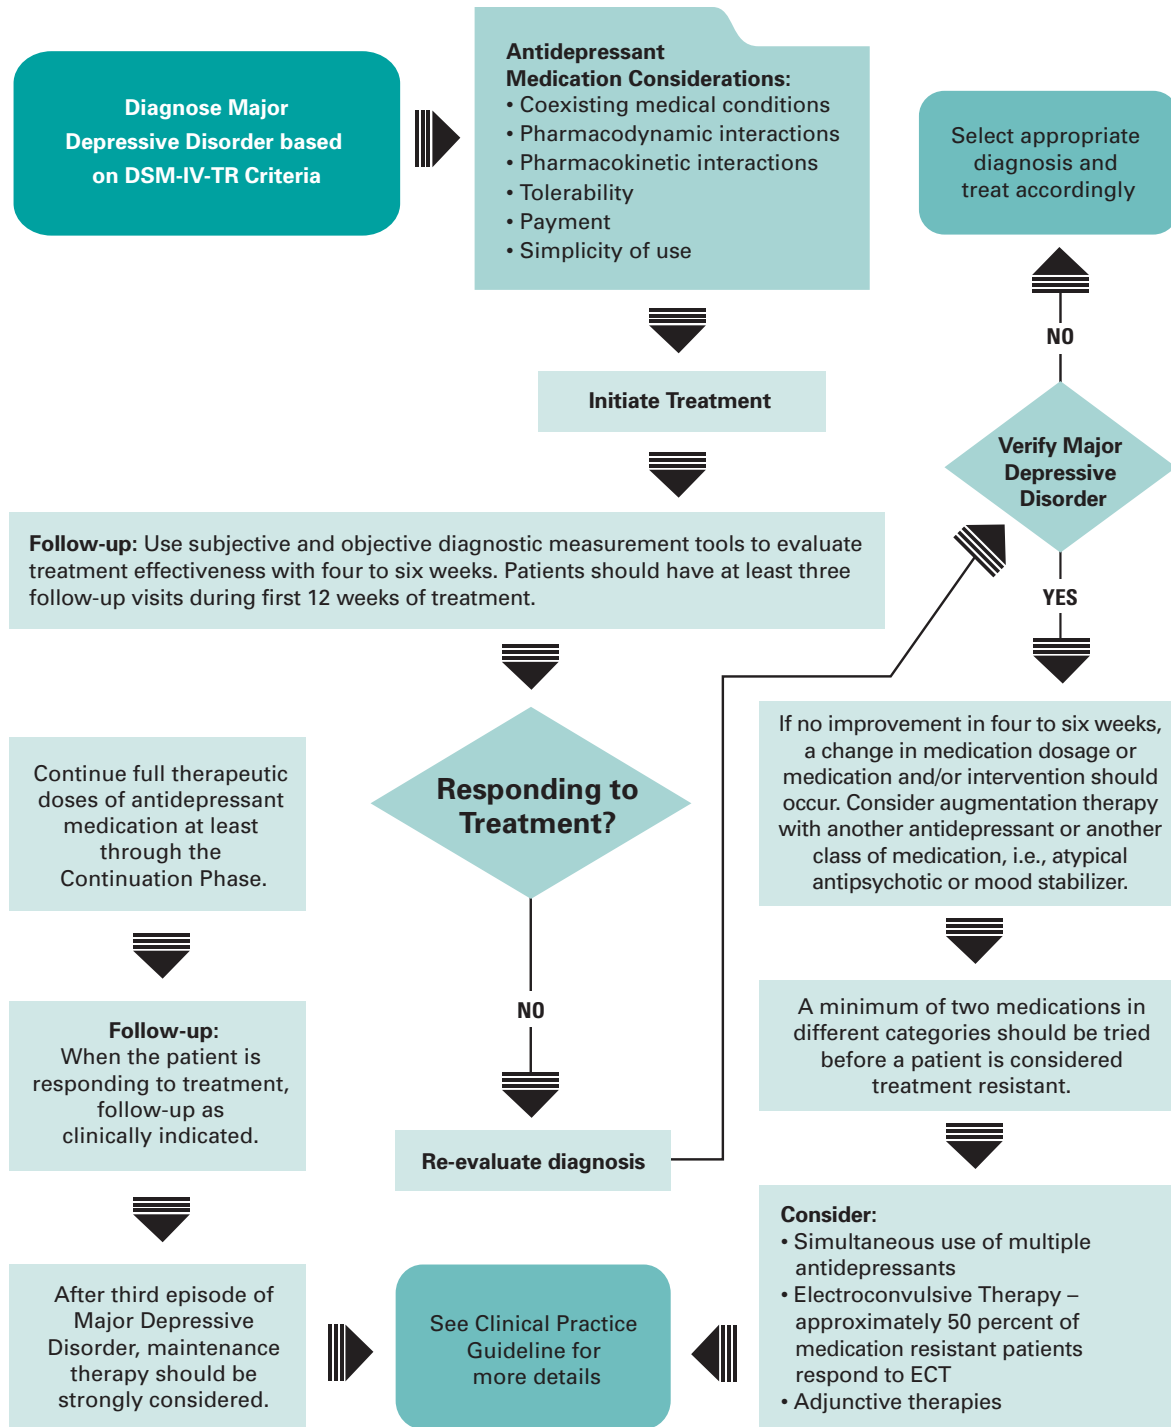 Diagnose Major
Depressive Disorder based
on DSM-IV-TR Criteria
Antidepressant
Medication Considerations:
• Coexisting medical conditions
• Pharmacodynamic interactions
• Pharmacokinetic interactions
• Tolerability
• Payment
• Simplicity of use
Initiate Treatment
Follow-up: Use subjective and objective diagnostic measurement tools to evaluate
treatment effectiveness with four to six weeks. Patients should have at least three
follow-up visits during first 12 weeks of treatment.
Responding to
Treatment?
Continue full therapeutic
doses of antidepressant
medication at least
through the
Continuation Phase.
Follow-up:
When the patient is
responding to treatment,
follow-up as
clinically indicated.
After third episode of
Major Depressive
Disorder, maintenance
therapy should be
strongly considered.
NO
Re-evaluate diagnosis
Verify Major
Depressive
Disorder
NO
Select appropriate
diagnosis and
treat accordingly
YES
If no improvement in four to six weeks,
a change in medication dosage or
medication and/or intervention should
occur. Consider augmentation therapy
with another antidepressant or another
class of medication, i.e., atypical
antipsychotic or mood stabilizer.
A minimum of two medications in
different categories should be tried
before a patient is considered
treatment resistant.
Consider:
• Simultaneous use of multiple
antidepressants
• Electroconvulsive Therapy –
approximately 50 percent of
medication resistant patients
respond to ECT
• Adjunctive therapies
See Clinical Practice
Guideline for
more details